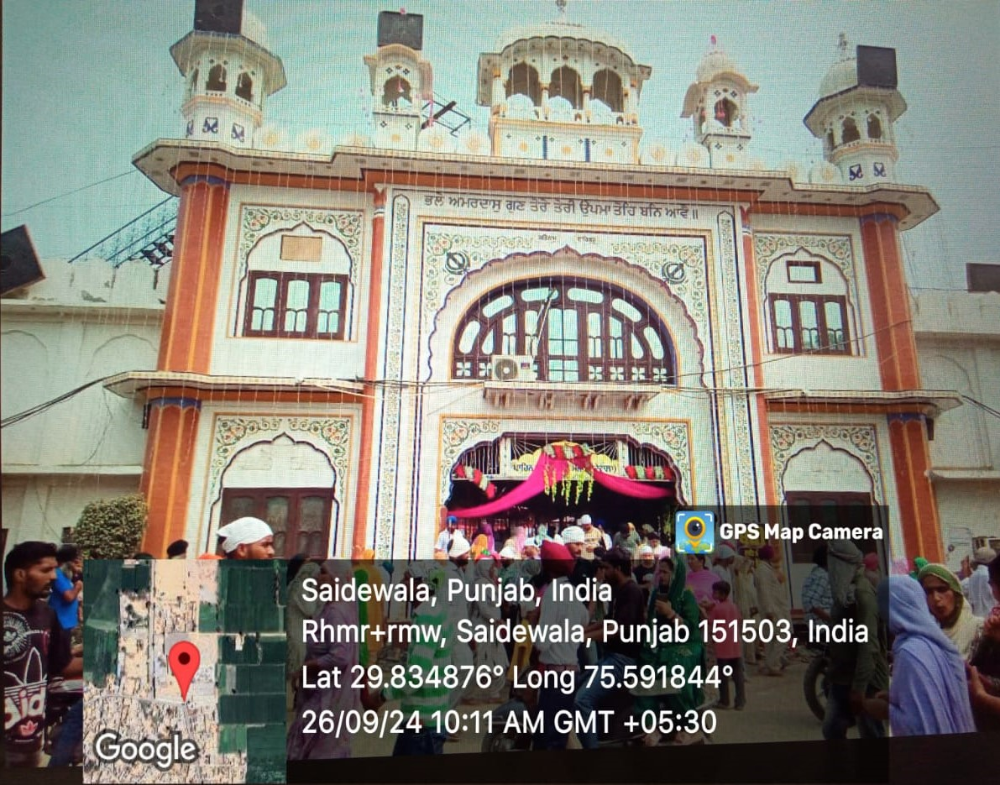 ਭਲੇ ਅਮਰਦਾਸੁ ਗੁਣ ਤੇਰੇ ਤੇਰੀ ਉਪਮਾ ਤੋਹਿ ਬਨਿ ਆਵੈ॥
GPS Map Camera
Saidewala, Punjab, India
Rhmr+rmw, Saidewala, Punjab 151503, India
Lat 29.834876° Long 75.591844°
26/09/24 10:11 AM GMT +05:30
Google